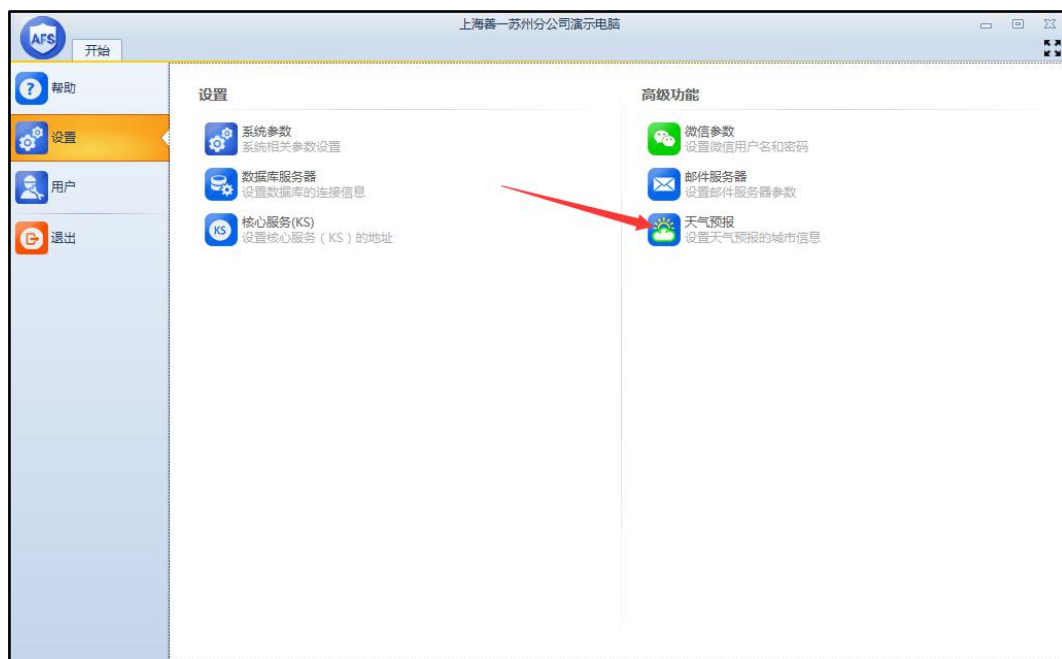 上海善一苏州分公司演示电脑
AFS
开始
帮助
设置
用户
退出
设置
系统参数
系统相关参数设置
数据库服务器
设置数据库的连接信息
KS
核心服务(KS)
设置核心服务（KS）的地址
高级功能
微信参数
设置微信用户名和密码
邮件服务器
设置邮件服务器参数
天气预报
设置天气预报的城市信息